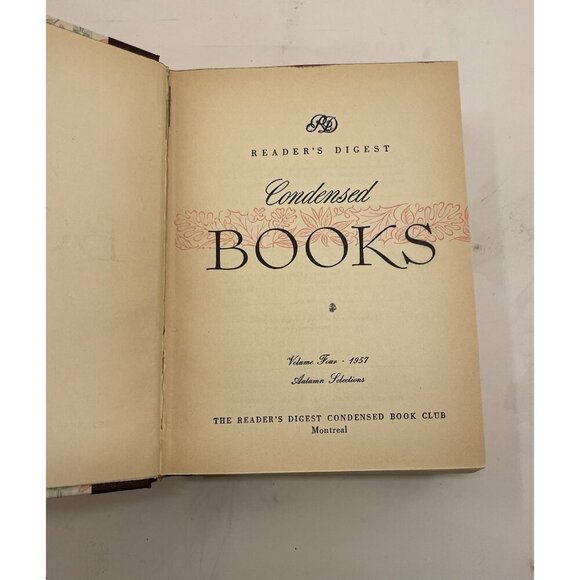 RD
READER'S DIGEST
Condensed
BOOKS
Volume Four · 1957
Autumn Selections
THE READER'S DIGEST CONDENSED BOOK CLUB
Montreal